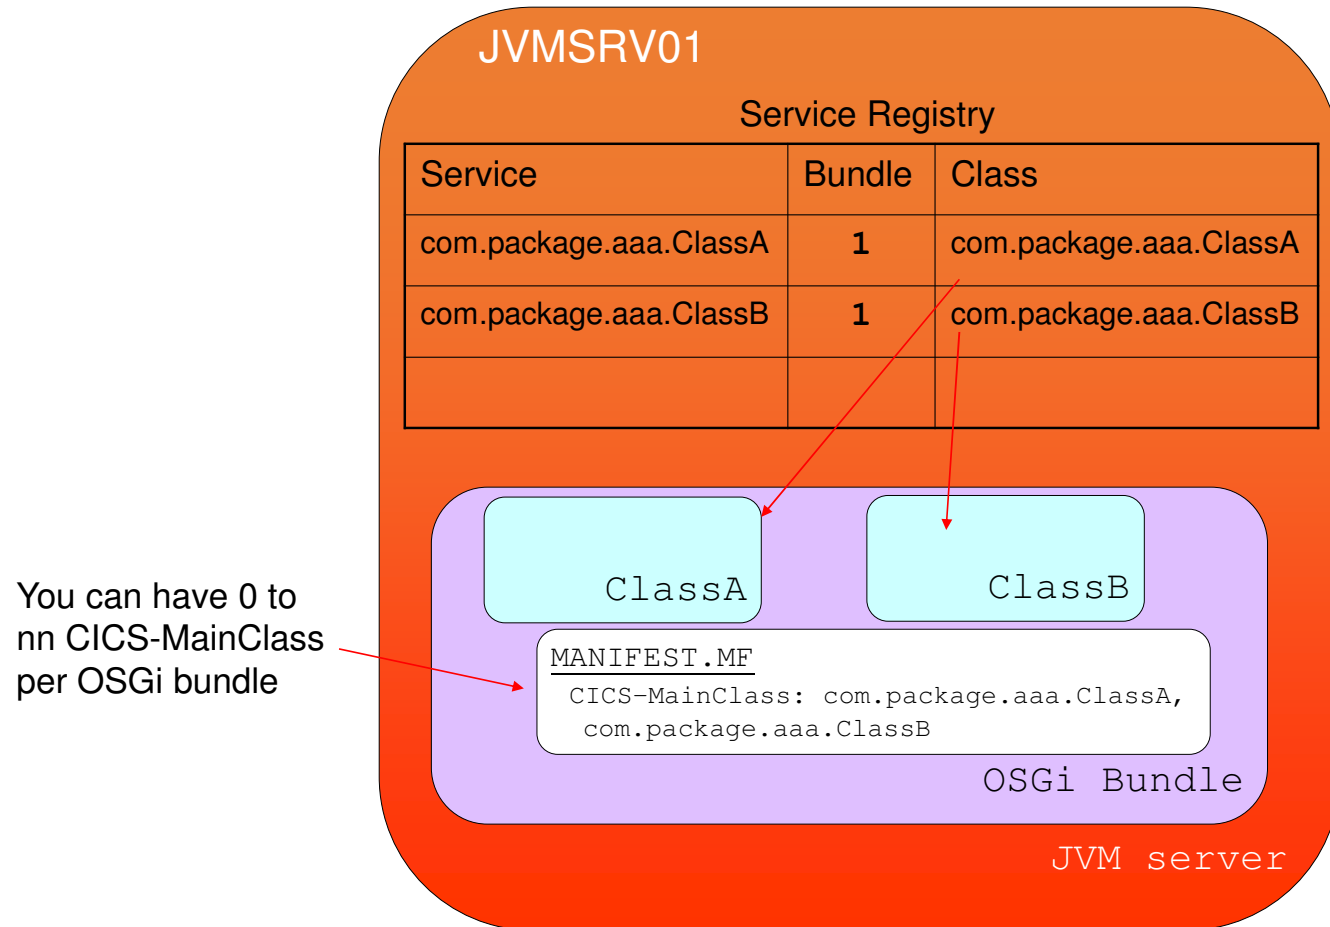 JVMSRV01
Service Registry
Service Bundle Class
com.package.aaa.ClassA 1 com.package.aaa.ClassA
com.package.aaa.ClassB 1 com.package.aaa.ClassB
ClassA
ClassB
You can have 0 to
nn CICS-MainClass
per OSGi bundle
MANIFEST.MF
CICS-MainClass: com.package.aaa.ClassA,
com.package.aaa.ClassB
OSGi Bundle
JVM server